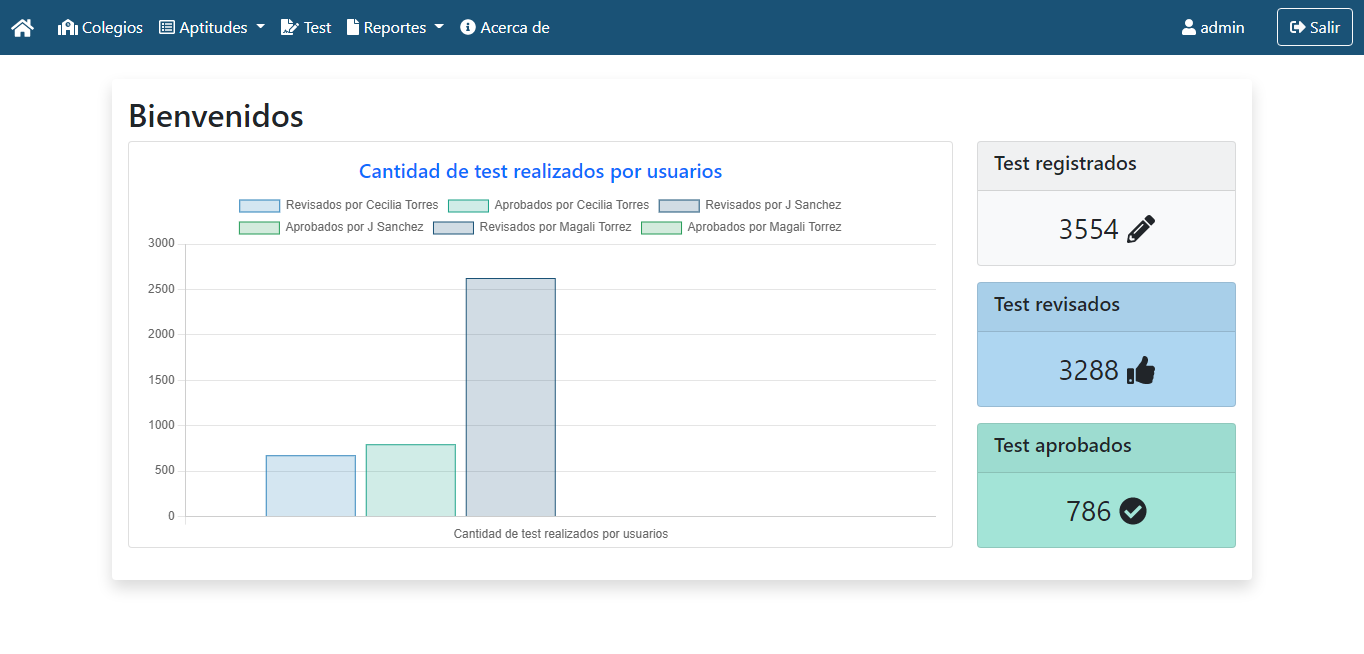 Colegios Aptitudes Test Reportes Acerca de admin Salir
Bienvenidos
Cantidad de test realizados por usuarios
Revisados por Cecilia Torres Aprobados por Cecilia Torres Revisados por J Sanchez
Aprobados por J Sanchez Revisados por Magali Torrez Aprobados por Magali Torrez
3000
2500
2000
1500
1000
500
0
Cantidad de test realizados por usuarios
Test registrados
3554
Test revisados
3288
Test aprobados
786